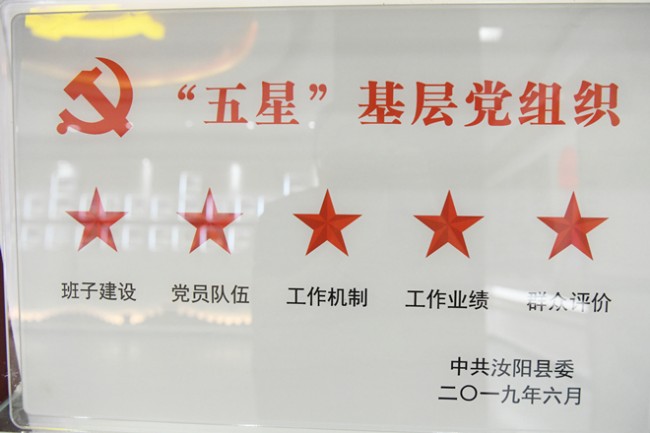 “五星”基层党组织
班子建设 党员队伍 工作机制 工作业绩 群众评价
中共汝阳县委
二〇一九年六月